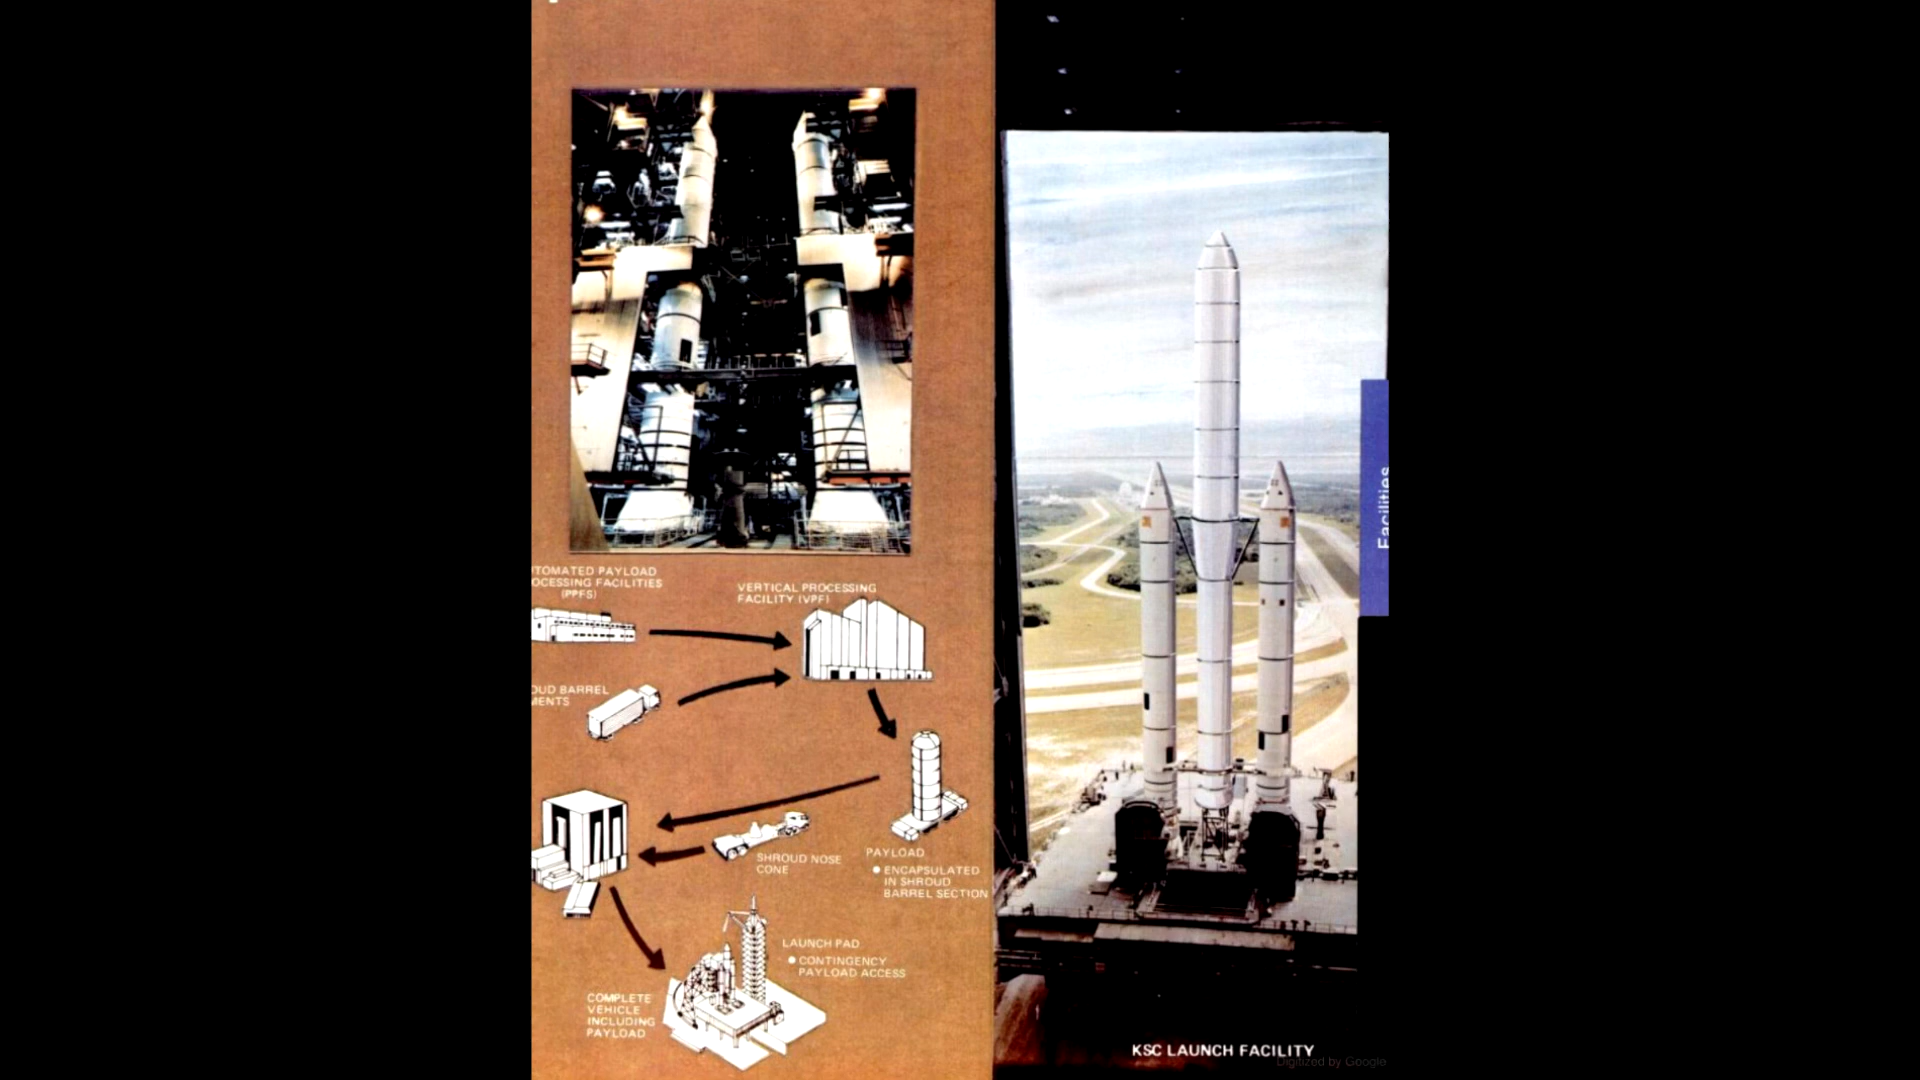 TOMATED PAYLOAD
OCESSING FACILITIES
(PPFS)
VERTICAL PROCESSING
FACILITY (VPF)
OUD BARREL
MENTS
SHROUD NOSE
CONE
PAYLOAD
● ENCAPSULATED
IN SHROUD
BARREL SECTION
LAUNCH PAD
● CONTINGENCY
PAYLOAD ACCESS
COMPLETE
VEHICLE
INCLUDING
PAYLOAD
Facilities
KSC LAUNCH FACILITY
Digitized by Google